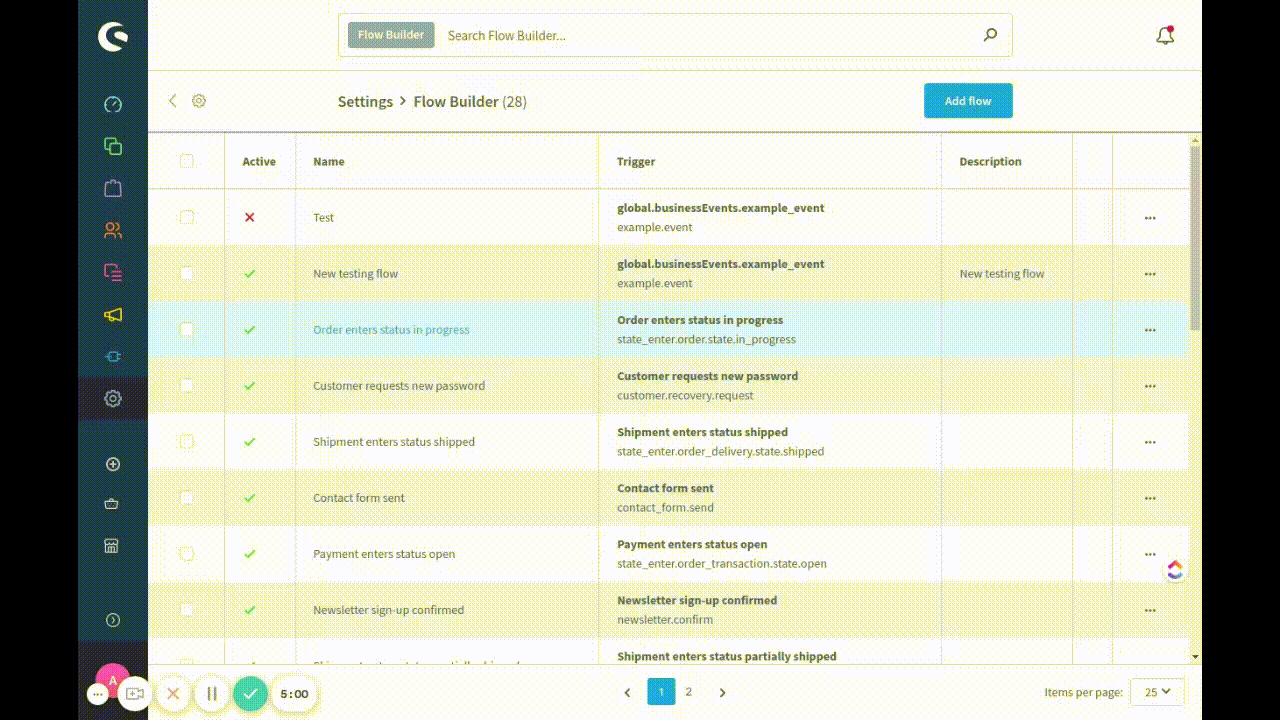 Flow Builder Search Flow Builder...
Settings > Flow Builder (28)
Add flow
Active Name Trigger Description
Test global.businessEvents.example_event
example.event
New testing flow global.businessEvents.example_event New testing flow
example.event
Order enters status in progress Order enters status in progress
state_enter.order.state.in_progress
Customer requests new password Customer requests new password
customer.recovery.request
Shipment enters status shipped Shipment enters status shipped
state_enter.order_delivery.state.shipped
Contact form sent Contact form sent
contact_form.send
Payment enters status open Payment enters status open
state_enter.order_transaction.state.open
Newsletter sign-up confirmed Newsletter sign-up confirmed
newsletter.confirm
Shipment enters status partially shipped
A
5:00
1 2
Items per page: 25